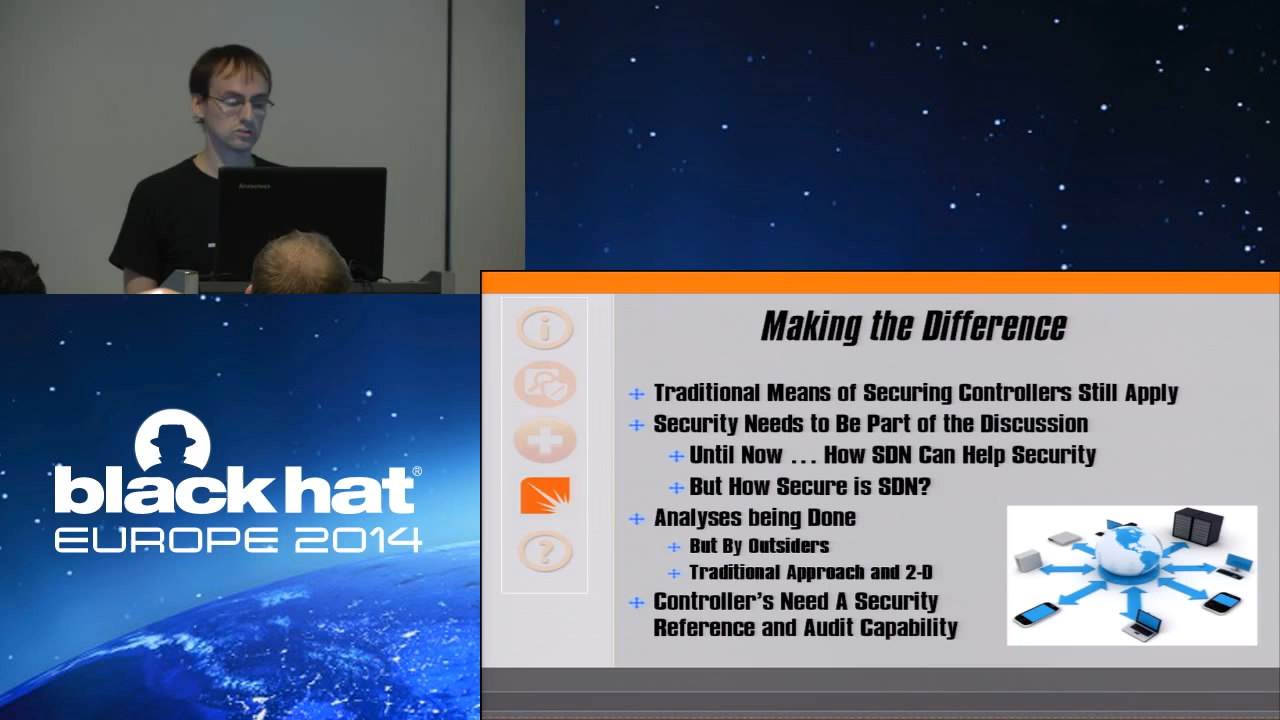 lenovo
black hat®
EUROPE 2014
Making the Difference
Traditional Means of Securing Controllers Still Apply
Security Needs to Be Part of the Discussion
Until Now ... How SDN Can Help Security
But How Secure is SDN?
Analyses being Done
But By Outsiders
Traditional Approach and 2-D
Controller's Need A Security
Reference and Audit Capability